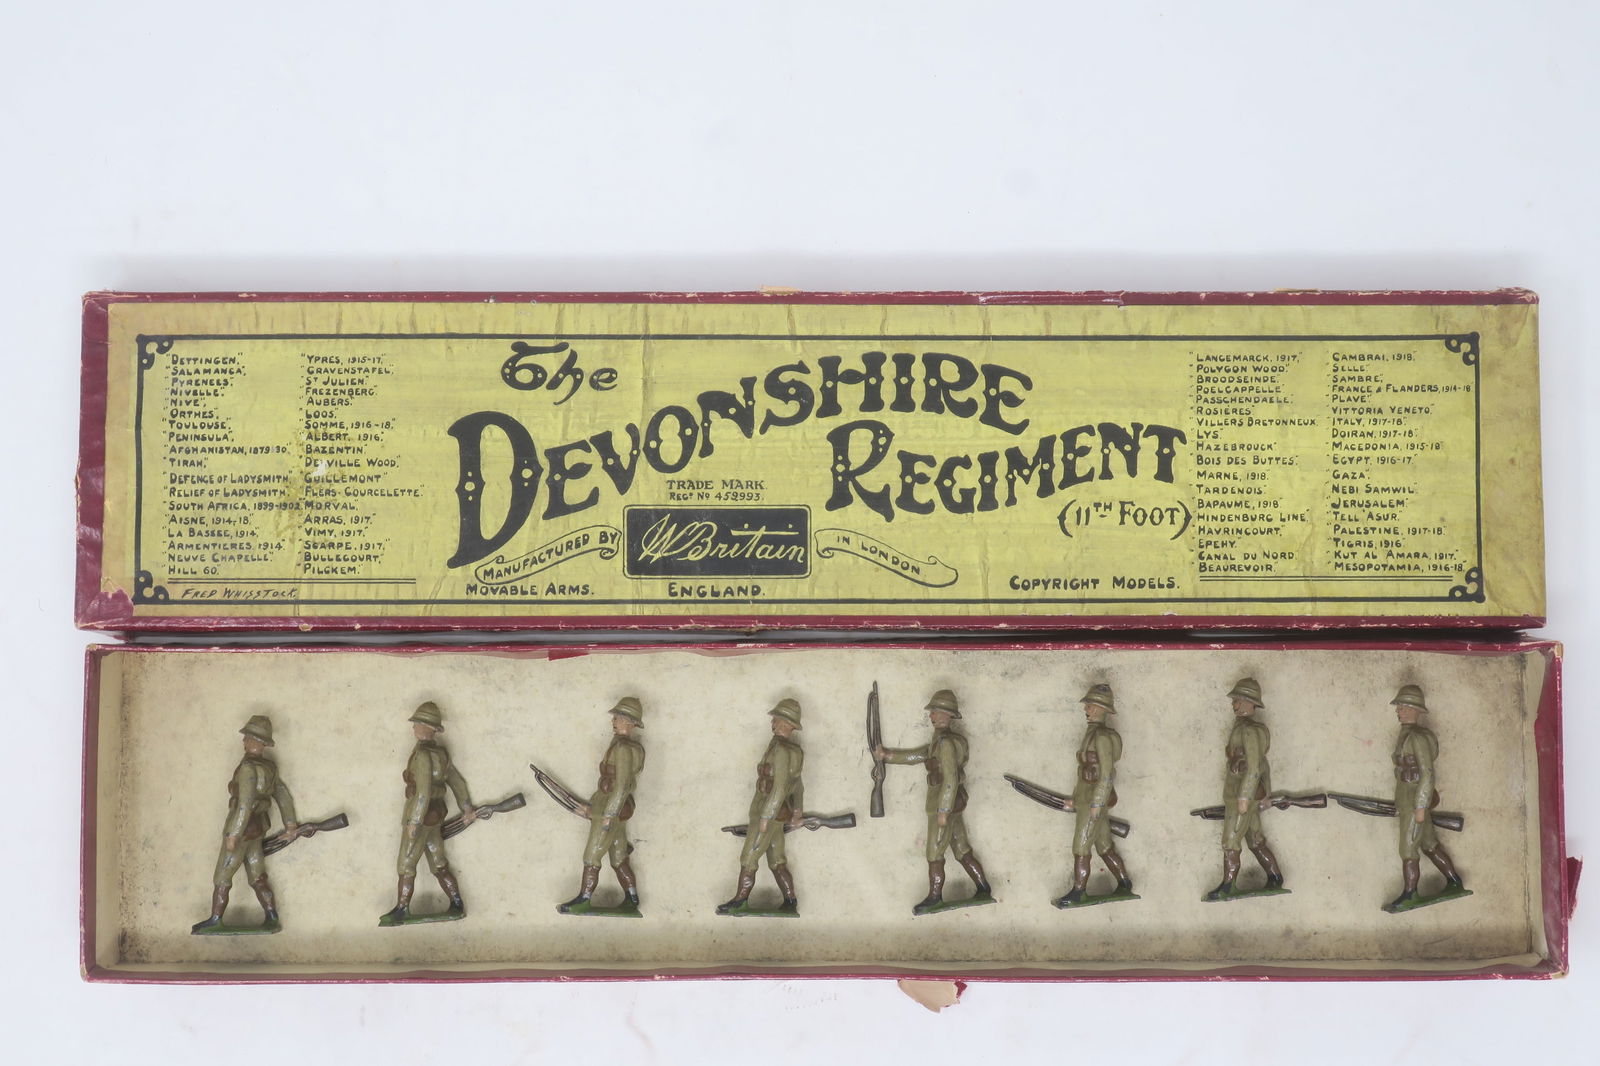 "DETTINGEN,"
"SALAMANCA,"
"PYRENEES,"
"NIVELLE,"
"NIVE,"
"ORTHES,"
"TOULOUSE,"
"PENINSULA,"
"AFGHANISTAN, 1879-80,"
"TIRAH,"
"DEFENCE OF LADYSMITH,"
"RELIEF OF LADYSMITH,"
SOUTH AFRICA, 1899-1902,
"AISNE, 1914, 18,"
"LA BASSEE, 1914,"
"ARMENTIERES, 1914,"
"NEUVE CHAPELLE,"
"HILL 60,"
"YPRES, 1915-17,"
"GRAVENSTAFEL,"
"ST JULIEN,"
"FREZENBERG,"
"AUBERS,"
"LOOS,"
"SOMME, 1916-18,"
"ALBERT, 1916,"
"BAZENTIN,"
"DELVILLE WOOD,"
"GUILLEMONT,"
"FLERS-COURCELETTE,"
"MORVAL,
"ARRAS, 1917,"
"VIMY, 1917,"
"SCARPE, 1917,"
"BULLECOURT,"
"PILCKEM,"
FRED WHISSTOCK.
The
DEVONSHIRE
REGIMENT
(11TH FOOT)
TRADE MARK
REGD No 459993.
MANUFACTURED BY
W Britain
IN LONDON
MOVABLE ARMS.
ENGLAND.
COPYRIGHT MODELS.
"LANGEMARCK, 1917,"
"POLYGON WOOD,"
"BROODSEINDE,"
"POELCAPPELLE,"
"PASSCHENDAELE,"
"ROSIERES"
"VILLERS BRETONNEUX,
"LYS,"
"HAZEBROUCK,"
"BOIS DES BUTTES,"
"MARNE, 1918,"
"TARDENOIS,"
"BAPAUME, 1918,"
"HINDENBURG LINE,"
"HAVRINCOURT,"
"EPEHY,"
"CANAL DU NORD,"
"BEAUREVOIR,"
"CAMBRAI, 1918,"
"SELLE"
"SAMBRE,"
"FRANCE & FLANDERS, 1914-18
"PLAVE"
"VITTORIA VENETO,"
"ITALY, 1917-18,"
"DOIRAN, 1917-18,"
"MACEDONIA, 1915-18"
"EGYPT, 1916-17,"
"GAZA,"
"NEBI SAMWIL"
"JERUSALEM"
"TELL 'ASUR,"
"PALESTINE, 1917-18"
"TIGRIS, 1916"
"KUT AL AMARA, 1917,"
"MESOPOTAMIA, 1916-18."